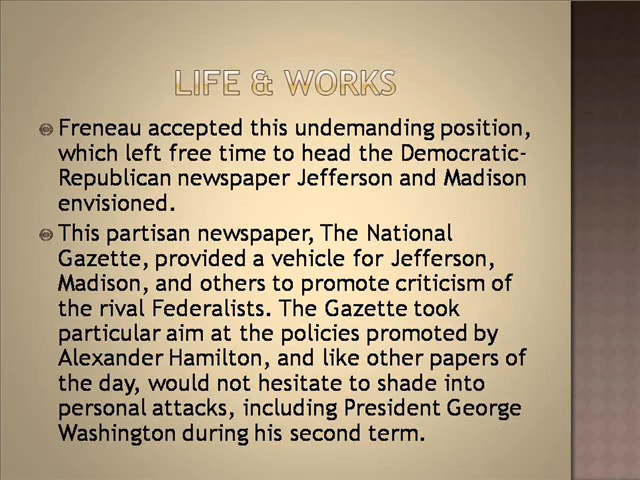 LIFE & WORKS
Freneau accepted this undemanding position,
which left free time to head the Democratic-
Republican newspaper Jefferson and Madison
envisioned.
This partisan newspaper, The National
Gazette, provided a vehicle for Jefferson,
Madison, and others to promote criticism of
the rival Federalists. The Gazette took
particular aim at the policies promoted by
Alexander Hamilton, and like other papers of
the day, would not hesitate to shade into
personal attacks, including President George
Washington during his second term.